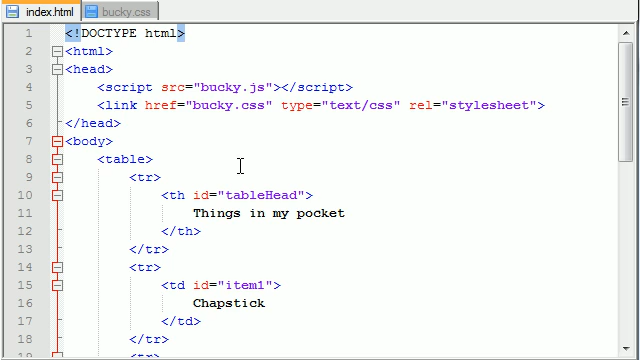 index.html bucky.css
1 <!DOCTYPE html>
2 <html>
3 <head>
4 <script src="bucky.js"></script>
5 <link href="bucky.css" type="text/css" rel="stylesheet">
6 </head>
7 <body>
8 <table>
9 <tr>
10 <th id="tableHead">
11 Things in my pocket
12 </th>
13 </tr>
14 <tr>
15 <td id="item1">
16 Chapstick
17 </td>
18 </tr>
19 <tr>